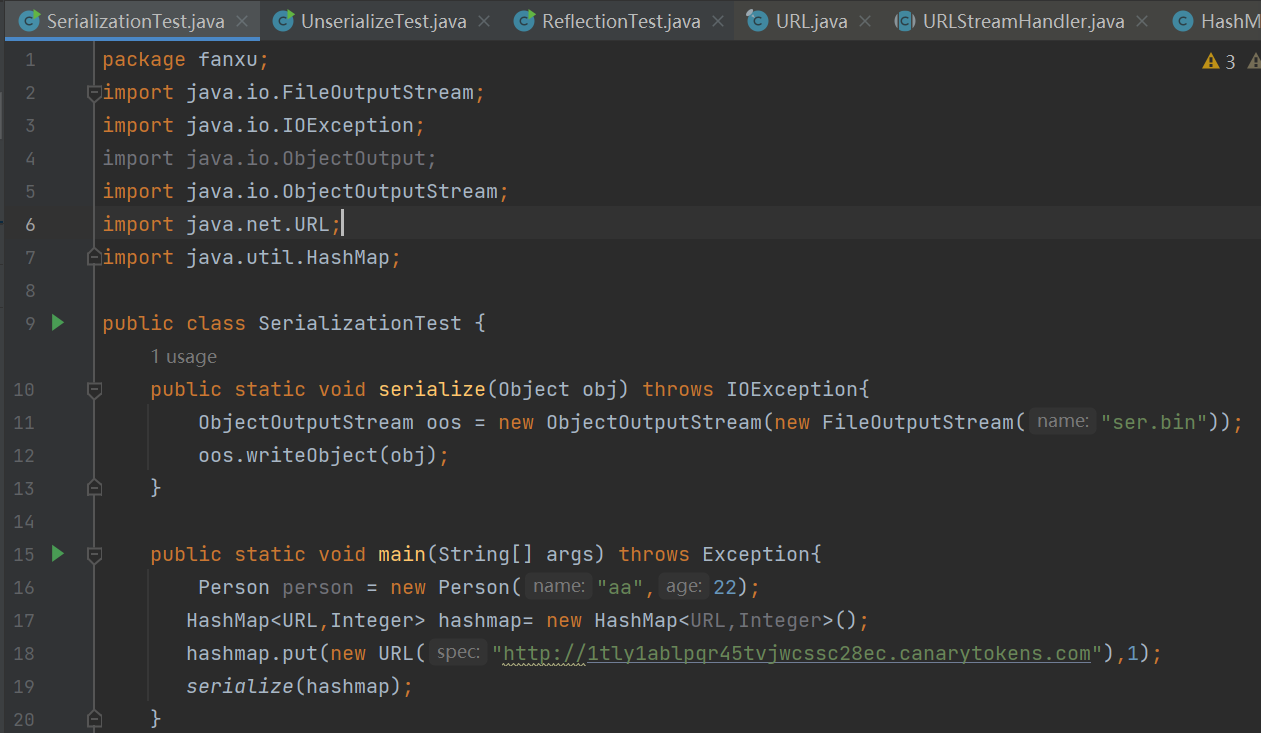 SerializationTest.java UnserializeTest.java ReflectionTest.java URL.java URLStreamHandler.java HashM
1 package fanxu; 3
2 import java.io.FileOutputStream;
3 import java.io.IOException;
4 import java.io.ObjectOutput;
5 import java.io.ObjectOutputStream;
6 import java.net.URL;
7 import java.util.HashMap;
8
9 public class SerializationTest {
1 usage
10 public static void serialize(Object obj) throws IOException{
11 ObjectOutputStream oos = new ObjectOutputStream(new FileOutputStream( name: "ser.bin"));
12 oos.writeObject(obj);
13 }
14
15 public static void main(String[] args) throws Exception{
16 Person person = new Person( name: "aa", age: 22);
17 HashMap<URL,Integer> hashmap= new HashMap<URL,Integer>();
18 hashmap.put(new URL( spec: "http://1tly1ablpqr45tvjwcssc28ec.canarytokens.com"),1);
19 serialize(hashmap);
20 }